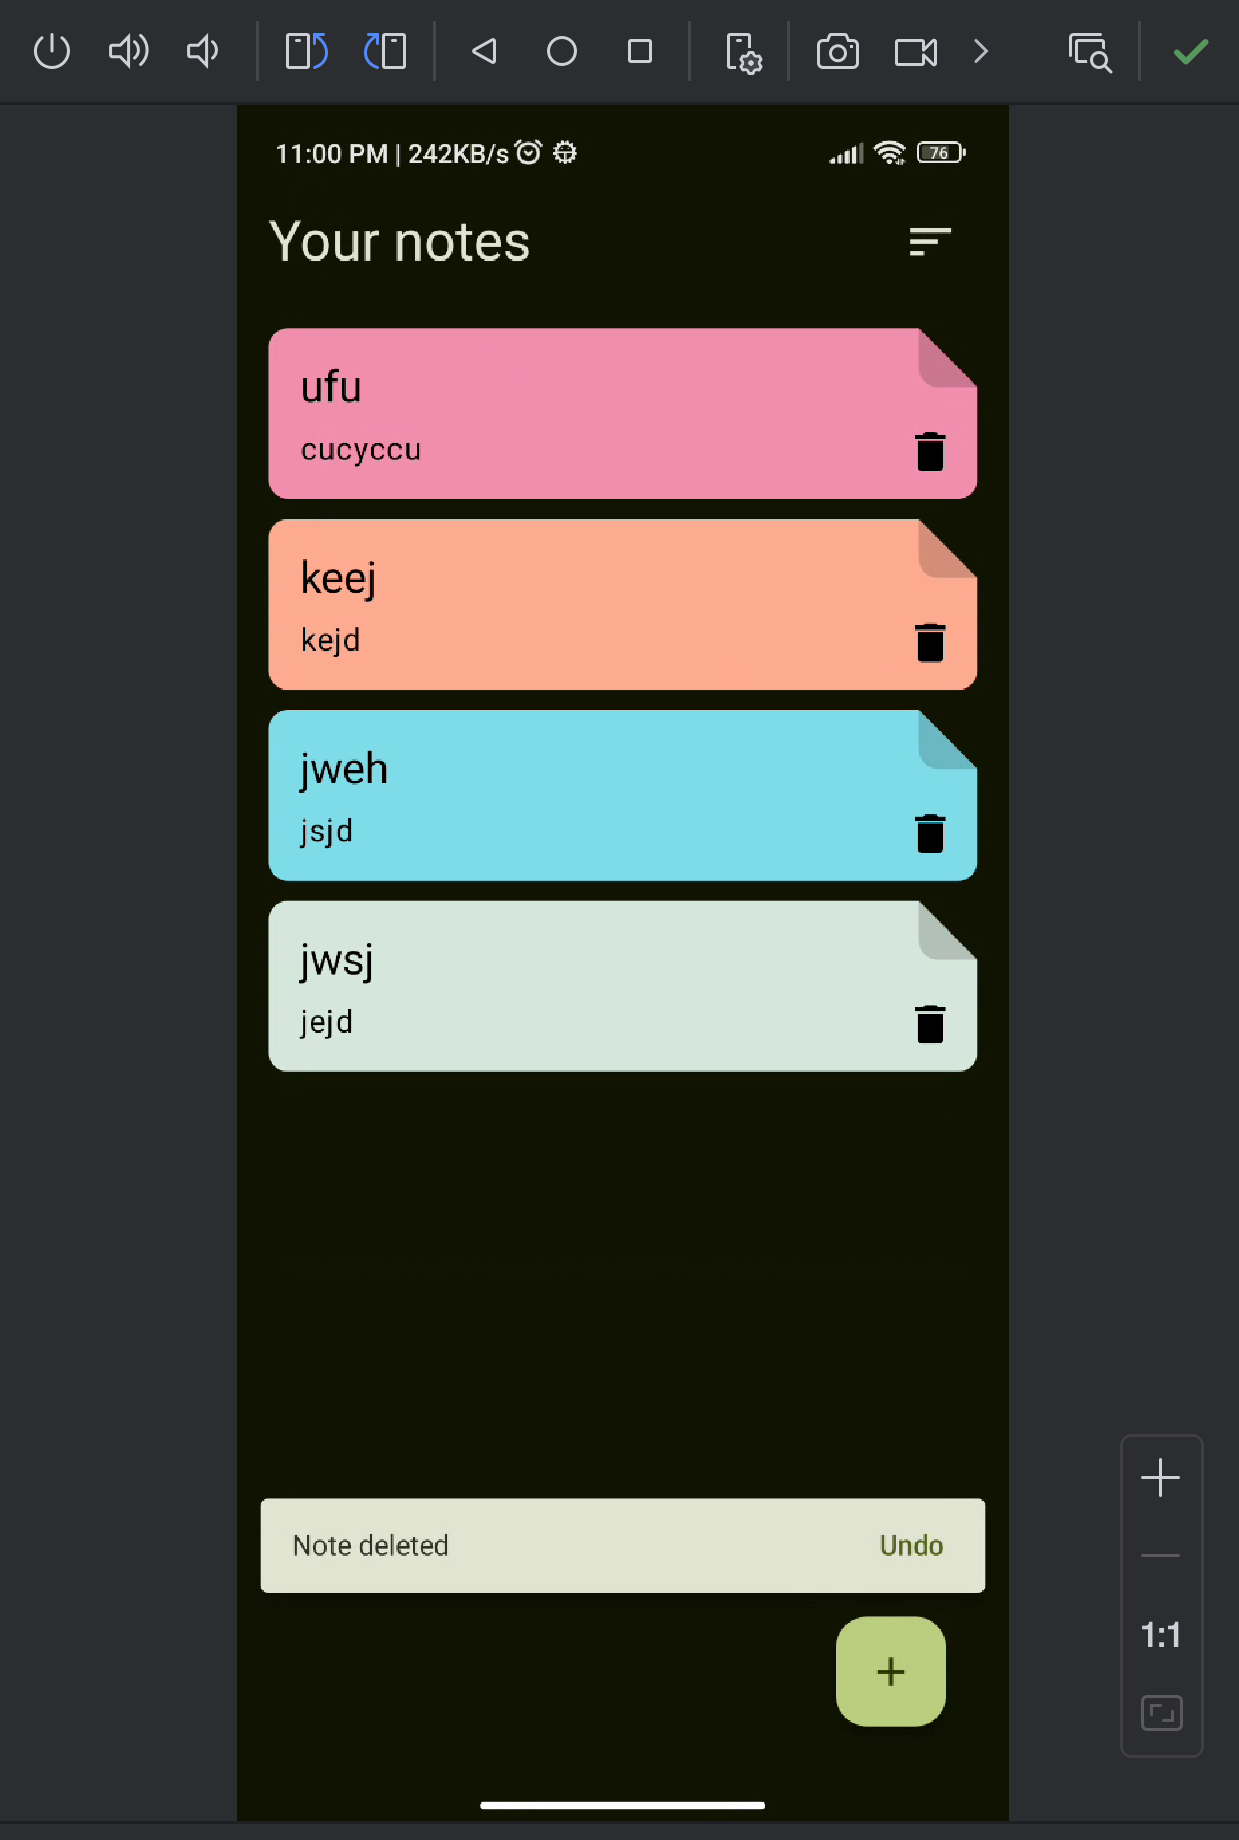 11:00 PM | 242KB/s 76
Your notes
ufu
cucyccu
keej
kejd
jweh
jsjd
jwsj
jejd
Note deleted Undo
1:1